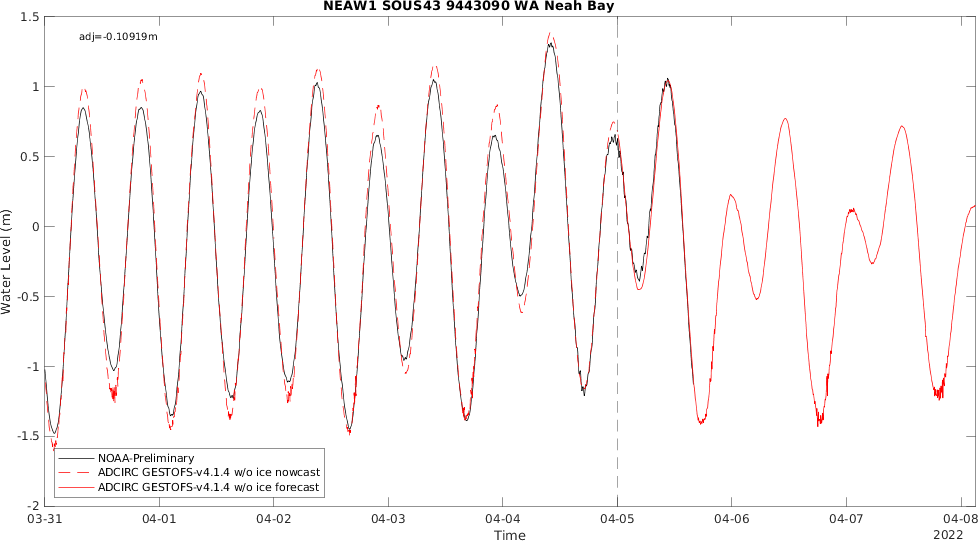 NEAW1 SOUS43 9443090 WA Neah Bay
adj=-0.10919m
1.5
1
0.5
0
-0.5
-1
-1.5
-2
Water Level (m)
NOAA-Preliminary
ADCIRC GESTOFS-v4.1.4 w/o ice nowcast
ADCIRC GESTOFS-v4.1.4 w/o ice forecast
03-31 04-01 04-02 04-03 04-04 04-05 04-06 04-07 04-08
Time 2022